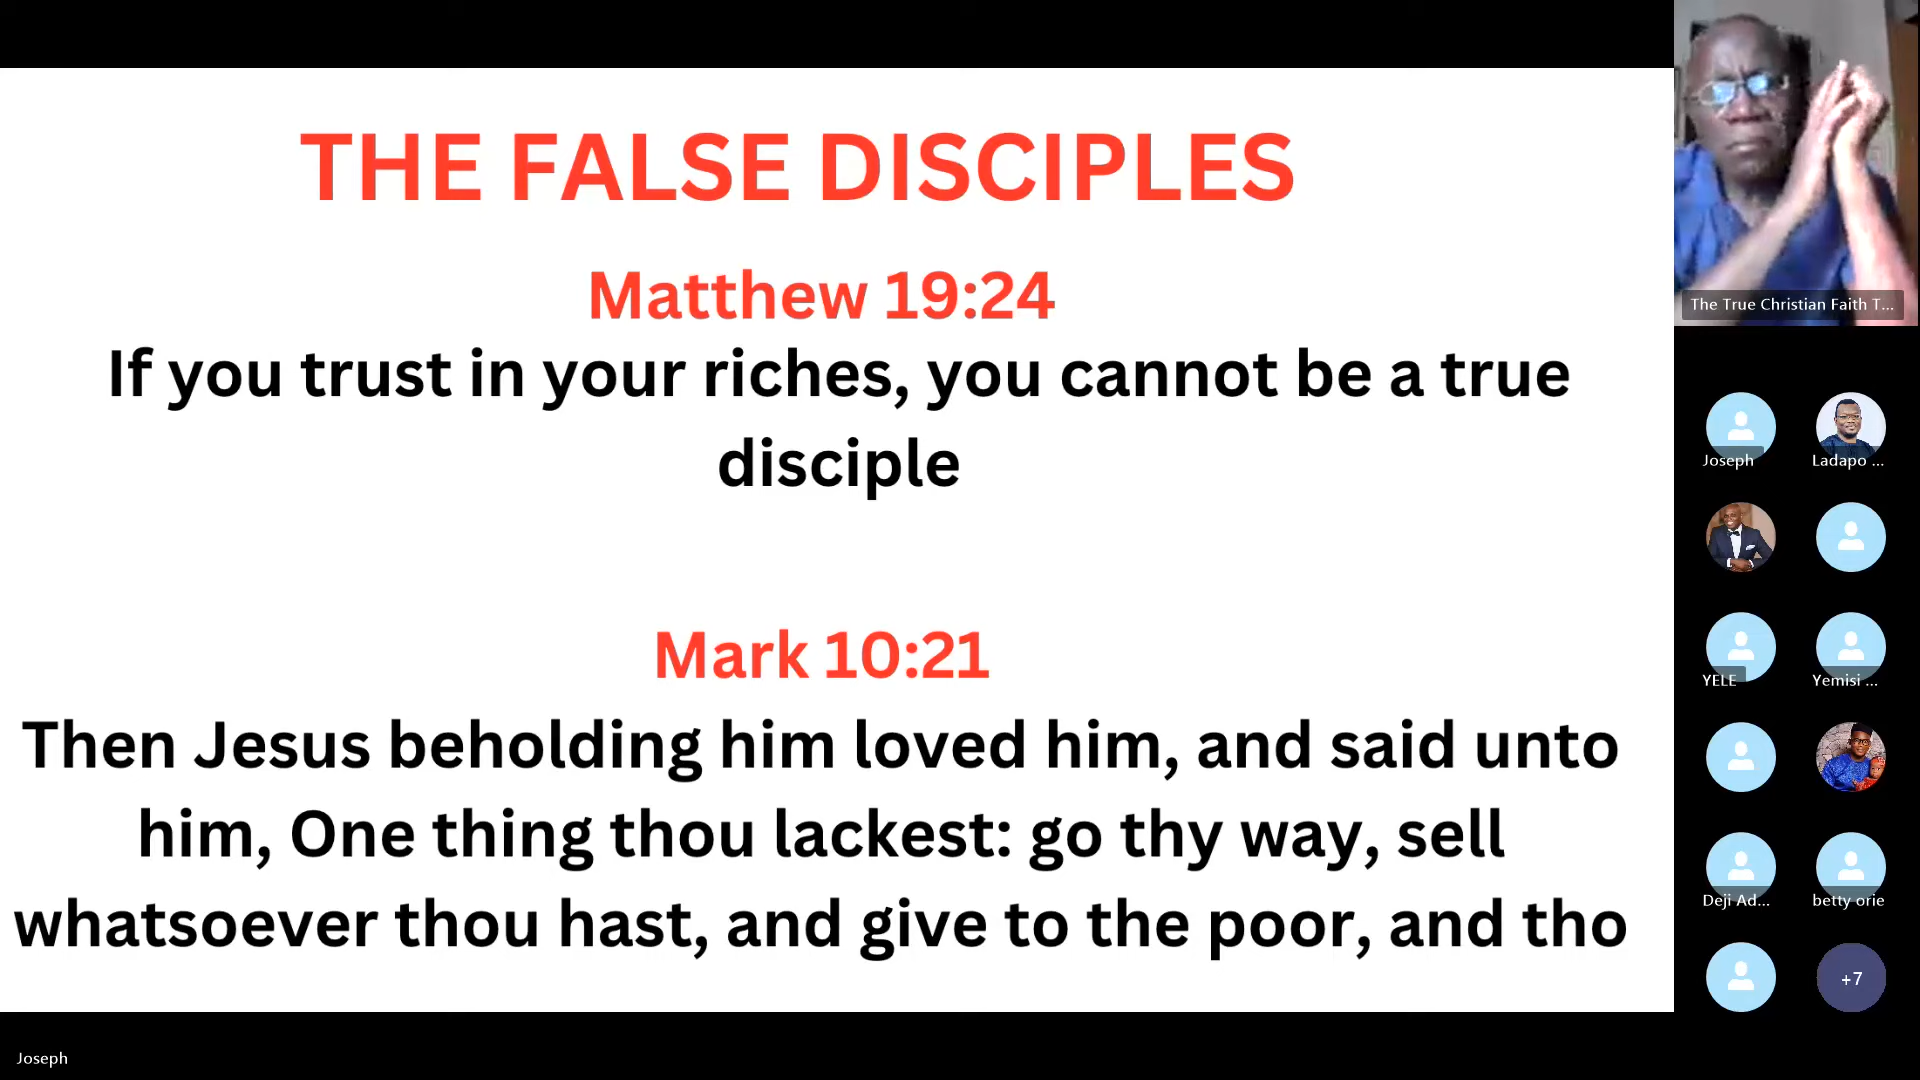 THE FALSE DISCIPLES
Matthew 19:24
If you trust in your riches, you cannot be a true
disciple
Mark 10:21
Then Jesus beholding him loved him, and said unto
him, One thing thou lackest: go thy way, sell
whatsoever thou hast, and give to the poor, and tho
The True Christian Faith T...
Joseph
Ladapo ...
YELE
Yemisi ...
Deji Ad...
betty orie
+7
Joseph